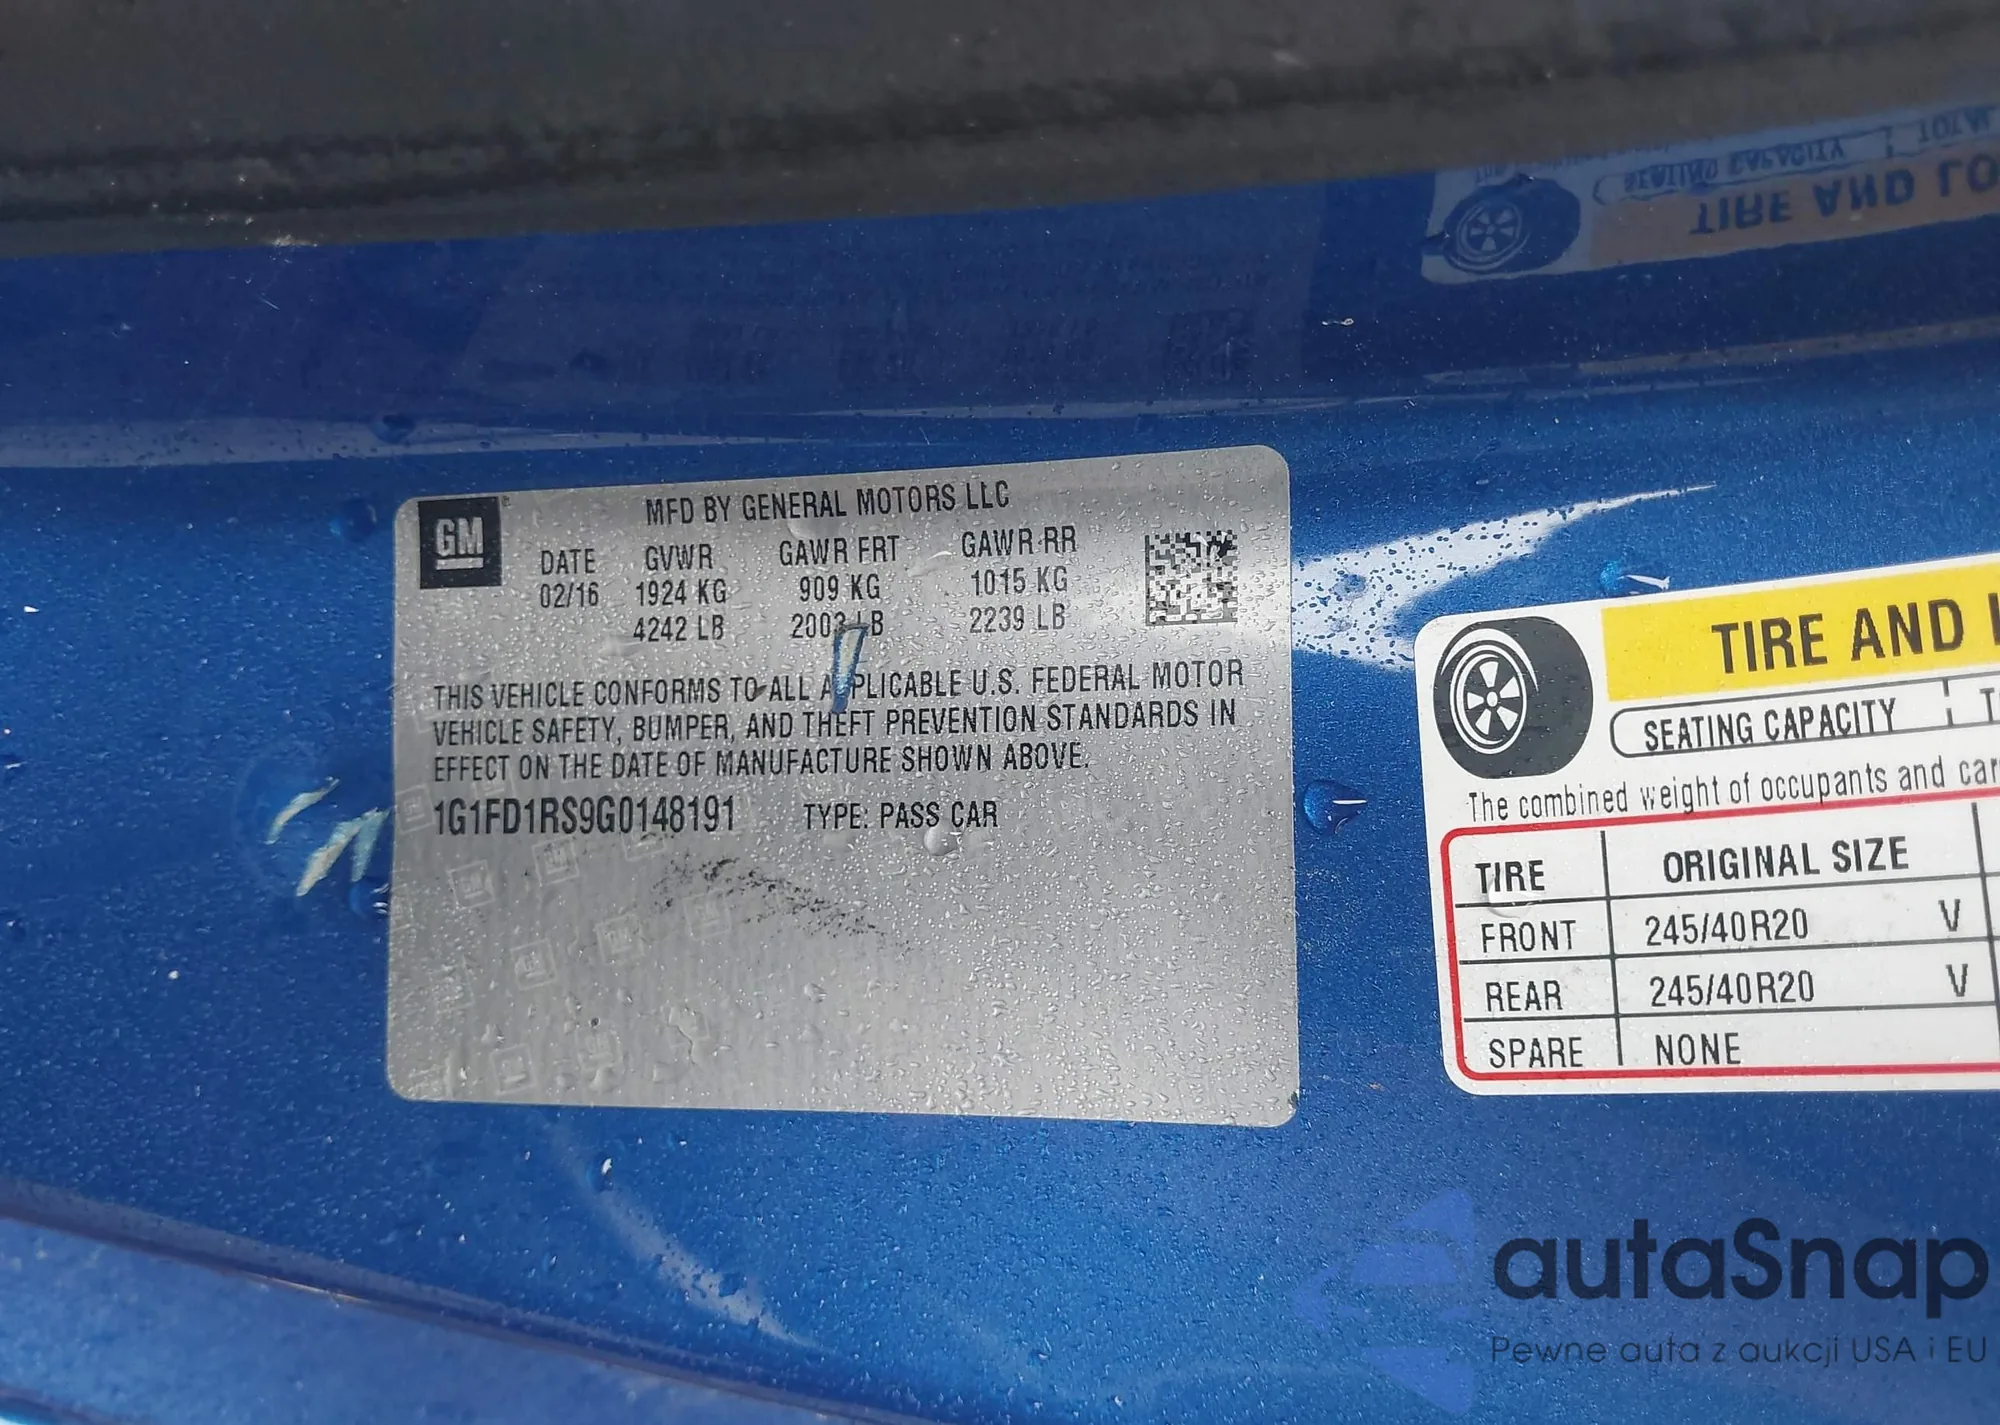 GM
MFD BY GENERAL MOTORS LLC
DATE GVWR GAWR FRT GAWR RR
02/16 1924 KG 909 KG 1015 KG
4242 LB 2003 LB 2239 LB
THIS VEHICLE CONFORMS TO ALL APPLICABLE U.S. FEDERAL MOTOR
VEHICLE SAFETY, BUMPER, AND THEFT PREVENTION STANDARDS IN
EFFECT ON THE DATE OF MANUFACTURE SHOWN ABOVE.
1G1FD1RS9G0148191 TYPE: PASS CAR
TIRE AND
SEATING CAPACITY
The combined weight of occupants and
TIRE ORIGINAL SIZE
FRONT 245/40R20 V
REAR 245/40R20 V
SPARE NONE
autaSnap
Pewne auta z aukcji USA i EU